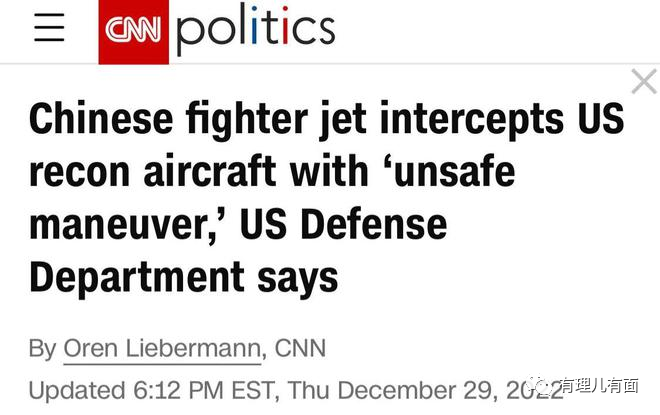 CNN politics
Chinese fighter jet intercepts US
recon aircraft with ‘unsafe
maneuver,’ US Defense
Department says
By Oren Liebermann, CNN
Updated 6:12 PM EST, Thu December 29, 2022
有理儿有面